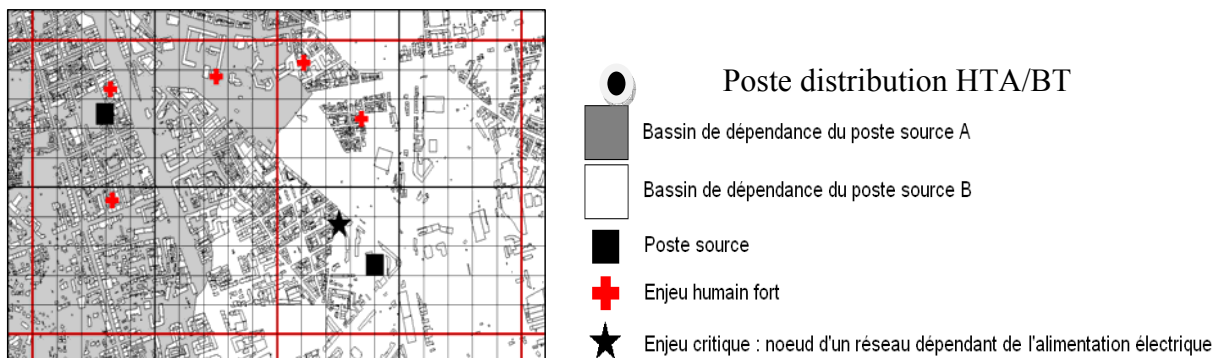 Poste distribution HTA/BT
Bassin de dépendance du poste source A
Bassin de dépendance du poste source B
Poste source
Enjeu humain fort
Enjeu critique : noeud d'un réseau dépendant de l'alimentation électrique